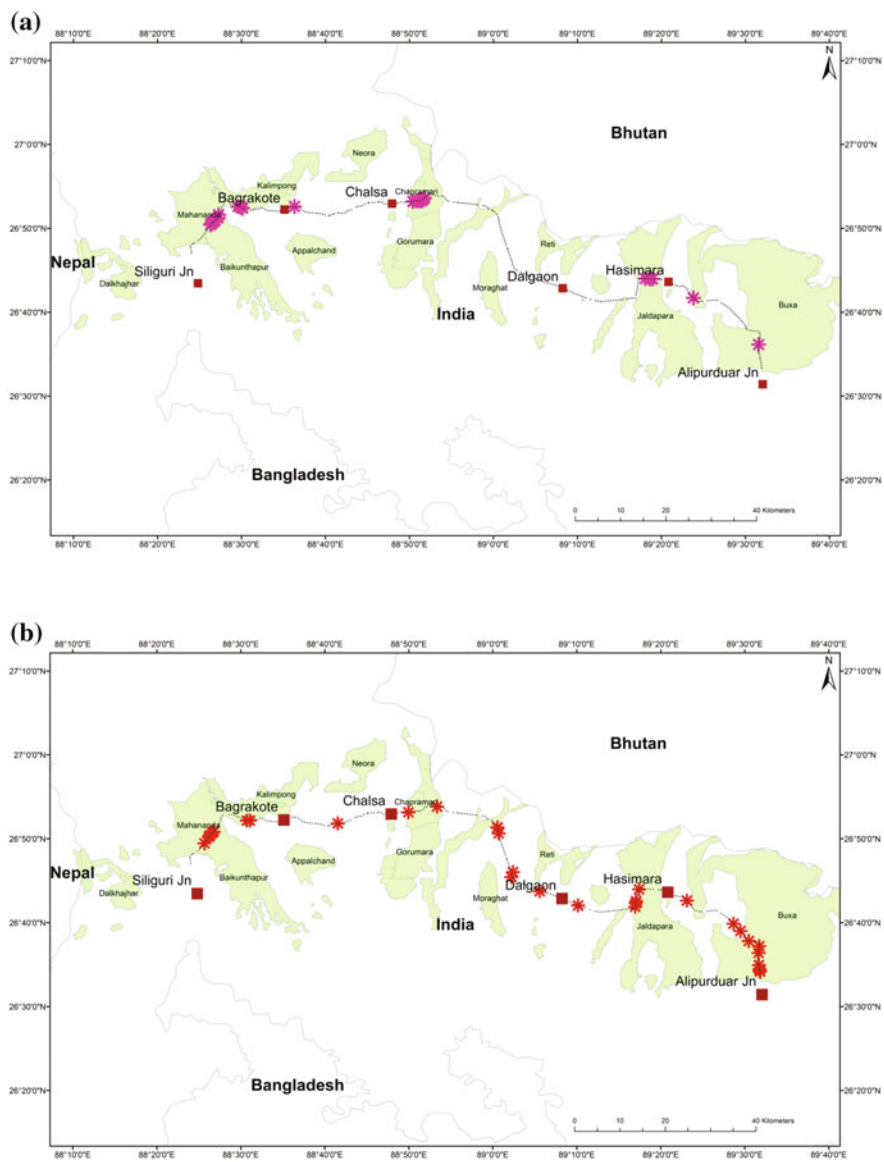 (a)
88°10'0"E 88°20'0"E 88°30'0"E 88°40'0"E 88°50'0"E 89°0'0"E 89°10'0"E 89°20'0"E 89°30'0"E 89°40'0"E
N
27°10'0"N
Bhutan
27°0'0"N
Neora
Kalimpong
Chalsa
Chapramari
Bagrakote
Mahananda
26°50'0"N
Nepal
Siliguri Jn
Dalkhajhar
Baikunthapur
Appalchand
Gorumara
Reti
Dalgaon
Hasimara
Moraghat
India
Jaldapara
Buxa
26°40'0"N
Alipurduar Jn
26°30'0"N
Bangladesh
26°20'0"N
0 10 20 40 Kilometers
88°10'0"E 88°20'0"E 88°30'0"E 88°40'0"E 88°50'0"E 89°0'0"E 89°10'0"E 89°20'0"E 89°30'0"E 89°40'0"E
(b)
88°10'0"E 88°20'0"E 88°30'0"E 88°40'0"E 88°50'0"E 89°0'0"E 89°10'0"E 89°20'0"E 89°30'0"E 89°40'0"E
N
27°10'0"N
Bhutan
27°0'0"N
Neora
Kalimpong
Chalsa
Chapramari
Bagrakote
Mahananda
26°50'0"N
Nepal
Siliguri Jn
Dalkhajhar
Baikunthapur
Appalchand
Gorumara
Reti
Dalgaon
Hasimara
Moraghat
India
Jaldapara
Buxa
26°40'0"N
Alipurduar Jn
26°30'0"N
Bangladesh
26°20'0"N
0 10 20 40 Kilometers
88°10'0"E 88°20'0"E 88°30'0"E 88°40'0"E 88°50'0"E 89°0'0"E 89°10'0"E 89°20'0"E 89°30'0"E 89°40'0"E